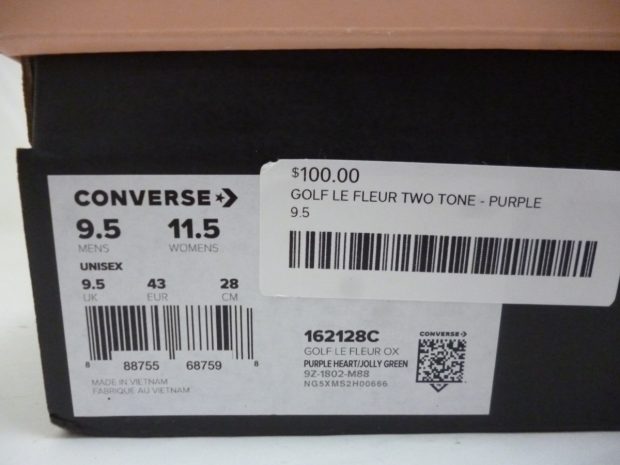 $100.00
GOLF LE FLEUR TWO TONE - PURPLE
9.5
CONVERSE
9.5 11.5
MENS WOMENS
UNISEX
9.5 43 28
UK EUR CM
8 88755 68759 8
MADE IN VIETNAM
FABRIQUÉ AU VIETNAM
162128C
GOLF LE FLEUR OX
PURPLE HEART/JOLLY GREEN
9Z-1802-M88
NG5XMS2H00666
CONVERSE